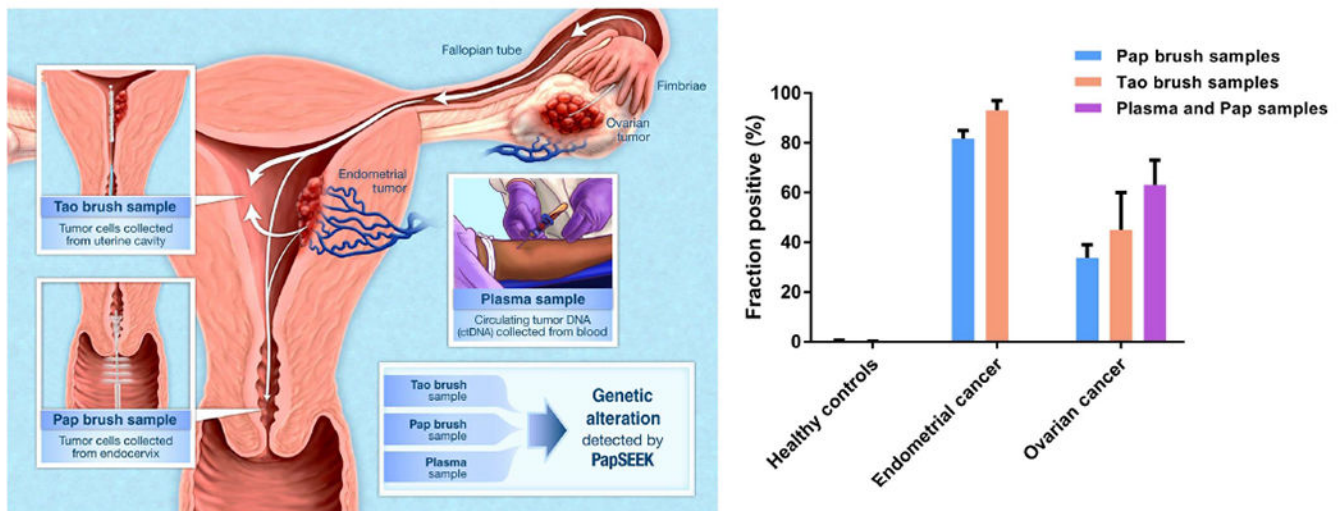 Fallopian tube
Fimbriae
Ovarian
tumor
Endometrial
tumor
Tao brush sample
Tumor cells collected
from uterine cavity
Plasma sample
Circulating tumor DNA
(ctDNA) collected from blood
Pap brush sample
Tumor cells collected
from endocervix
Tao brush
sample
Pap brush
sample
Plasma
sample
Genetic
alteration
detected by
PapSEEK
Pap brush samples
Tao brush samples
Plasma and Pap samples
Fraction positive (%)
100
80
60
40
20
0
Healthy controls
Endometrial cancer
Ovarian cancer